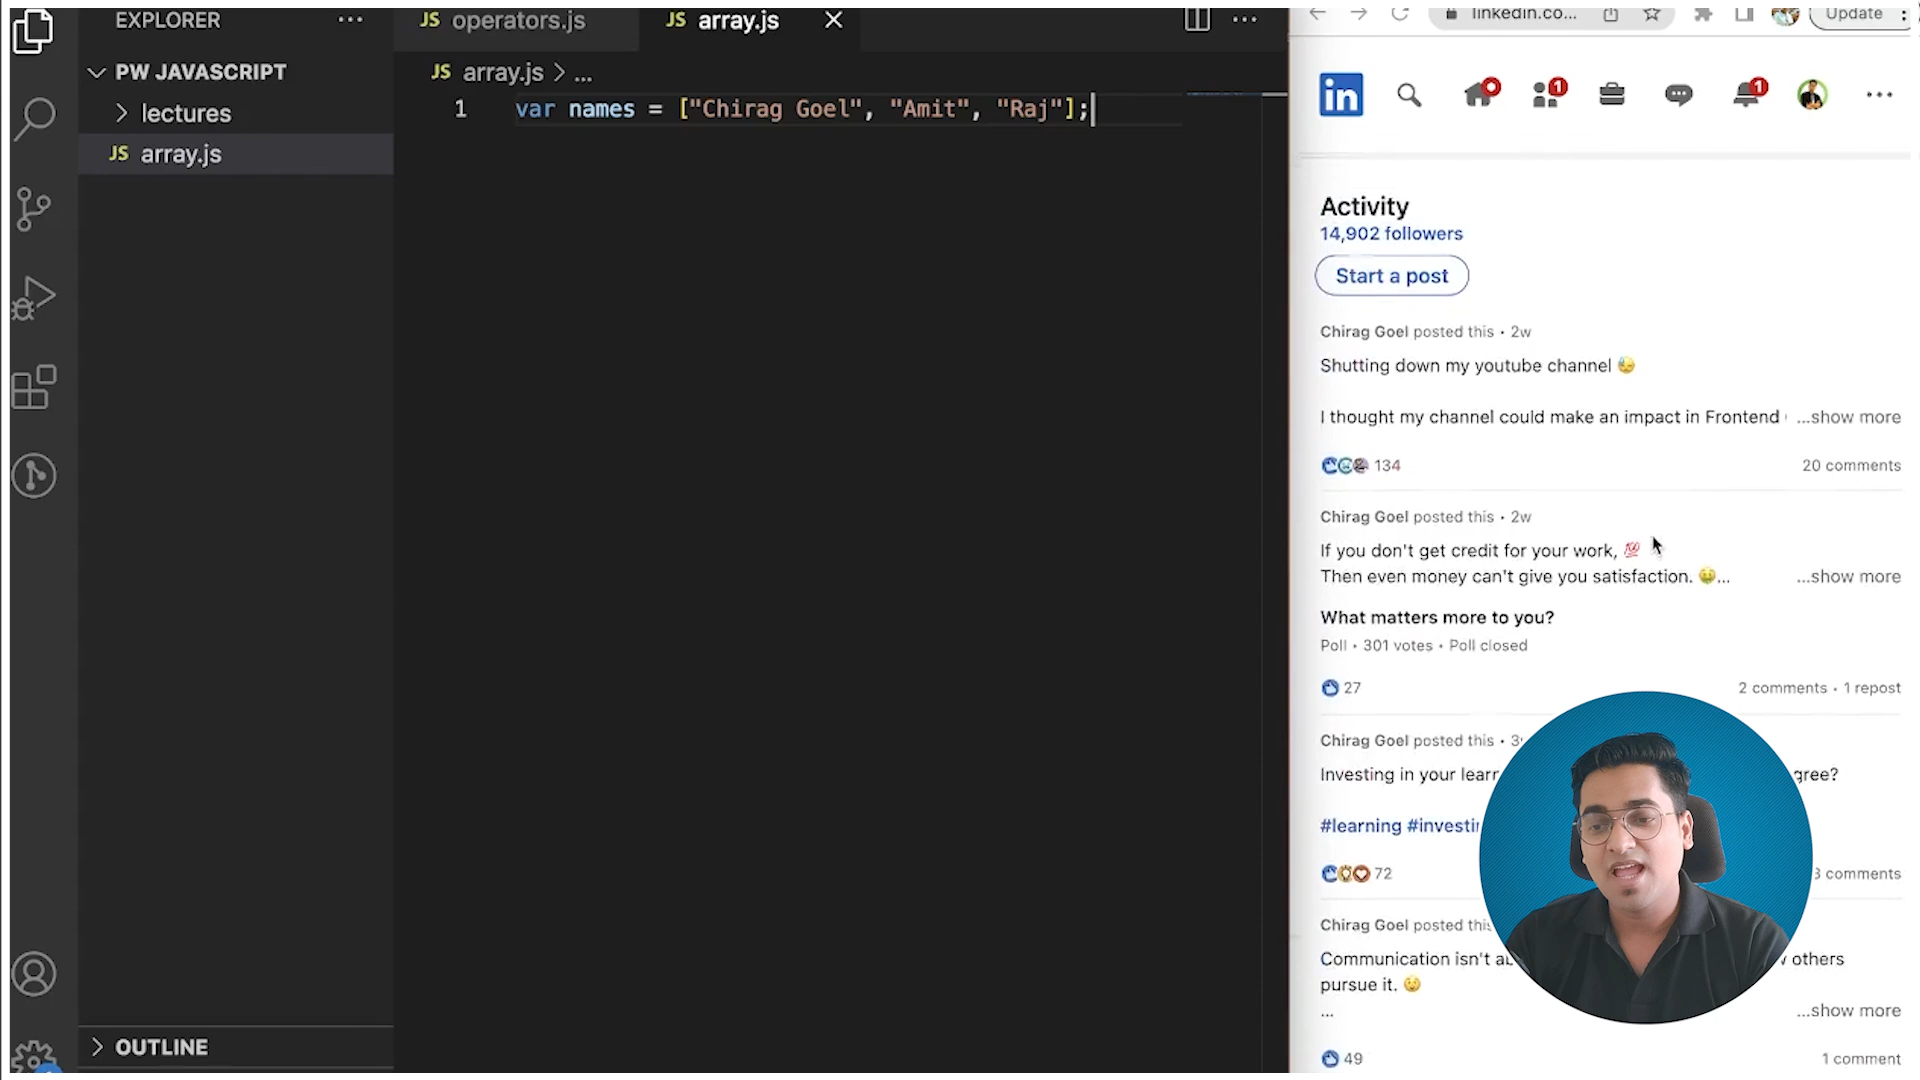 EXPLORER
PW JAVASCRIPT
lectures
JS array.js
OUTLINE
JS operators.js
JS array.js
JS array.js > ...
1 var names = ["Chirag Goel", "Amit", "Raj"];
linkedin.co...
Update
in
1
1
Activity
14,902 followers
Start a post
Chirag Goel posted this • 2w
Shutting down my youtube channel 😓
I thought my channel could make an impact in Frontend ...show more
134
20 comments
Chirag Goel posted this • 2w
If you don't get credit for your work, 💯
Then even money can't give you satisfaction. 🤑...
...show more
What matters more to you?
Poll • 301 votes • Poll closed
27
2 comments • 1 repost
Chirag Goel posted this •
Investing in your
#learning
72
comments
Chirag Goel posted
Communication isn't
others
pursue it. 😉
...
...show more
49
1 comment